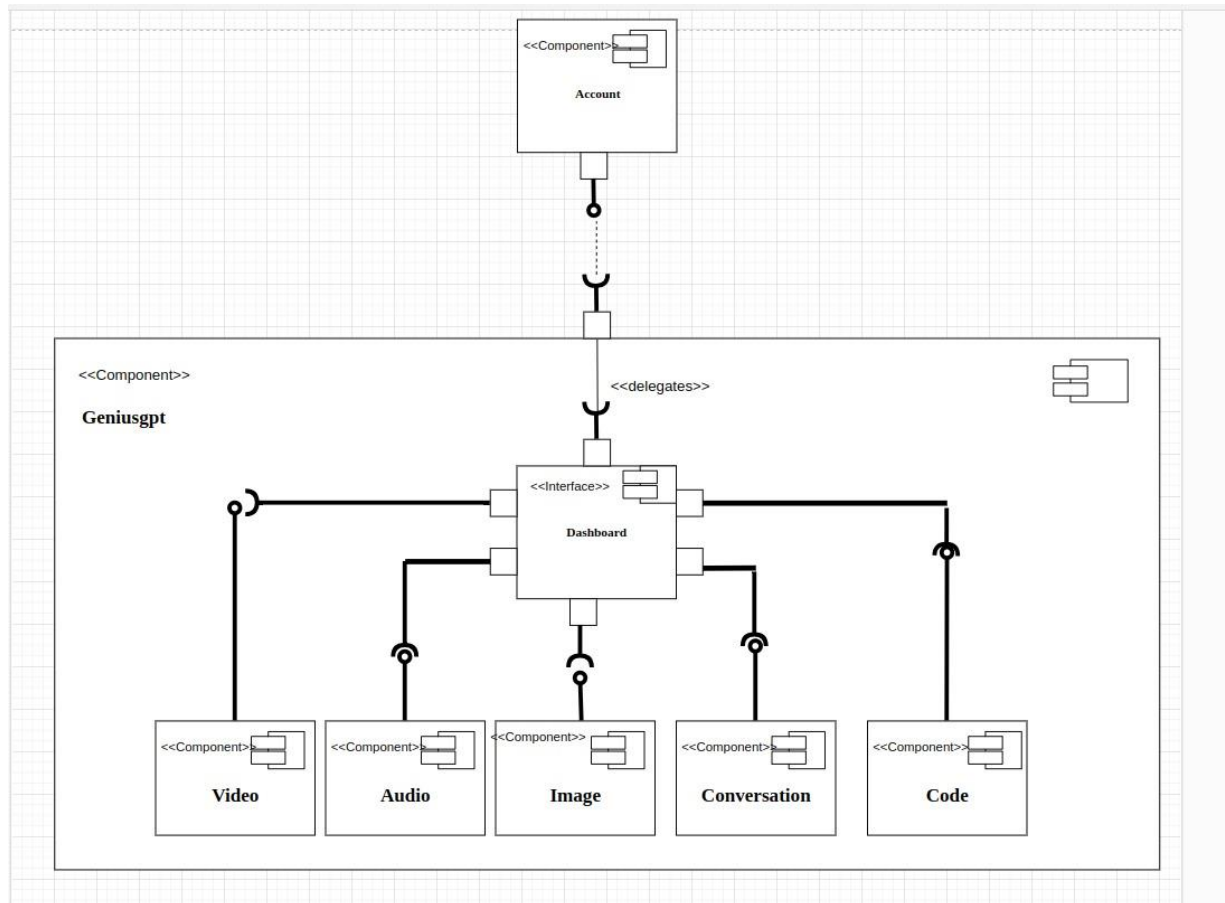 <<Component>>
Account
<<Component>>
Geniusgpt
<<delegates>>
<<Interface>>
Dashboard
<<Component>>
Video
<<Component>>
Audio
<<Component>>
Image
<<Component>>
Conversation
<<Component>>
Code